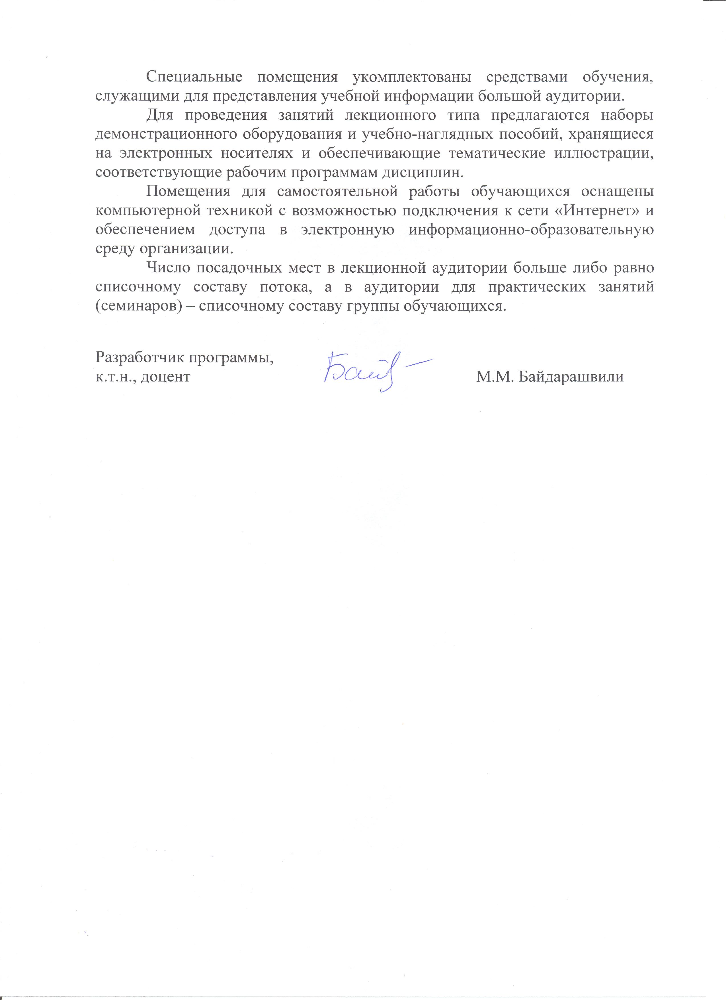 Специальные помещения укомплектованы средствами обучения,
служащими для представления учебной информации большой аудитории.
Для проведения занятий лекционного типа предлагаются наборы
демонстрационного оборудования и учебно-наглядных пособий, хранящиеся
на электронных носителях и обеспечивающие тематические иллюстрации,
соответствующие рабочим программам дисциплин.
Помещения для самостоятельной работы обучающихся оснащены
компьютерной техникой с возможностью подключения к сети «Интернет» и
обеспечением доступа в электронную информационно-образовательную
среду организации.
Число посадочных мест в лекционной аудитории больше либо равно
списочному составу потока, а в аудитории для практических занятий
(семинаров) – списочному составу группы обучающихся.
Разработчик программы,
к.т.н., доцент М.М. Байдарашвили